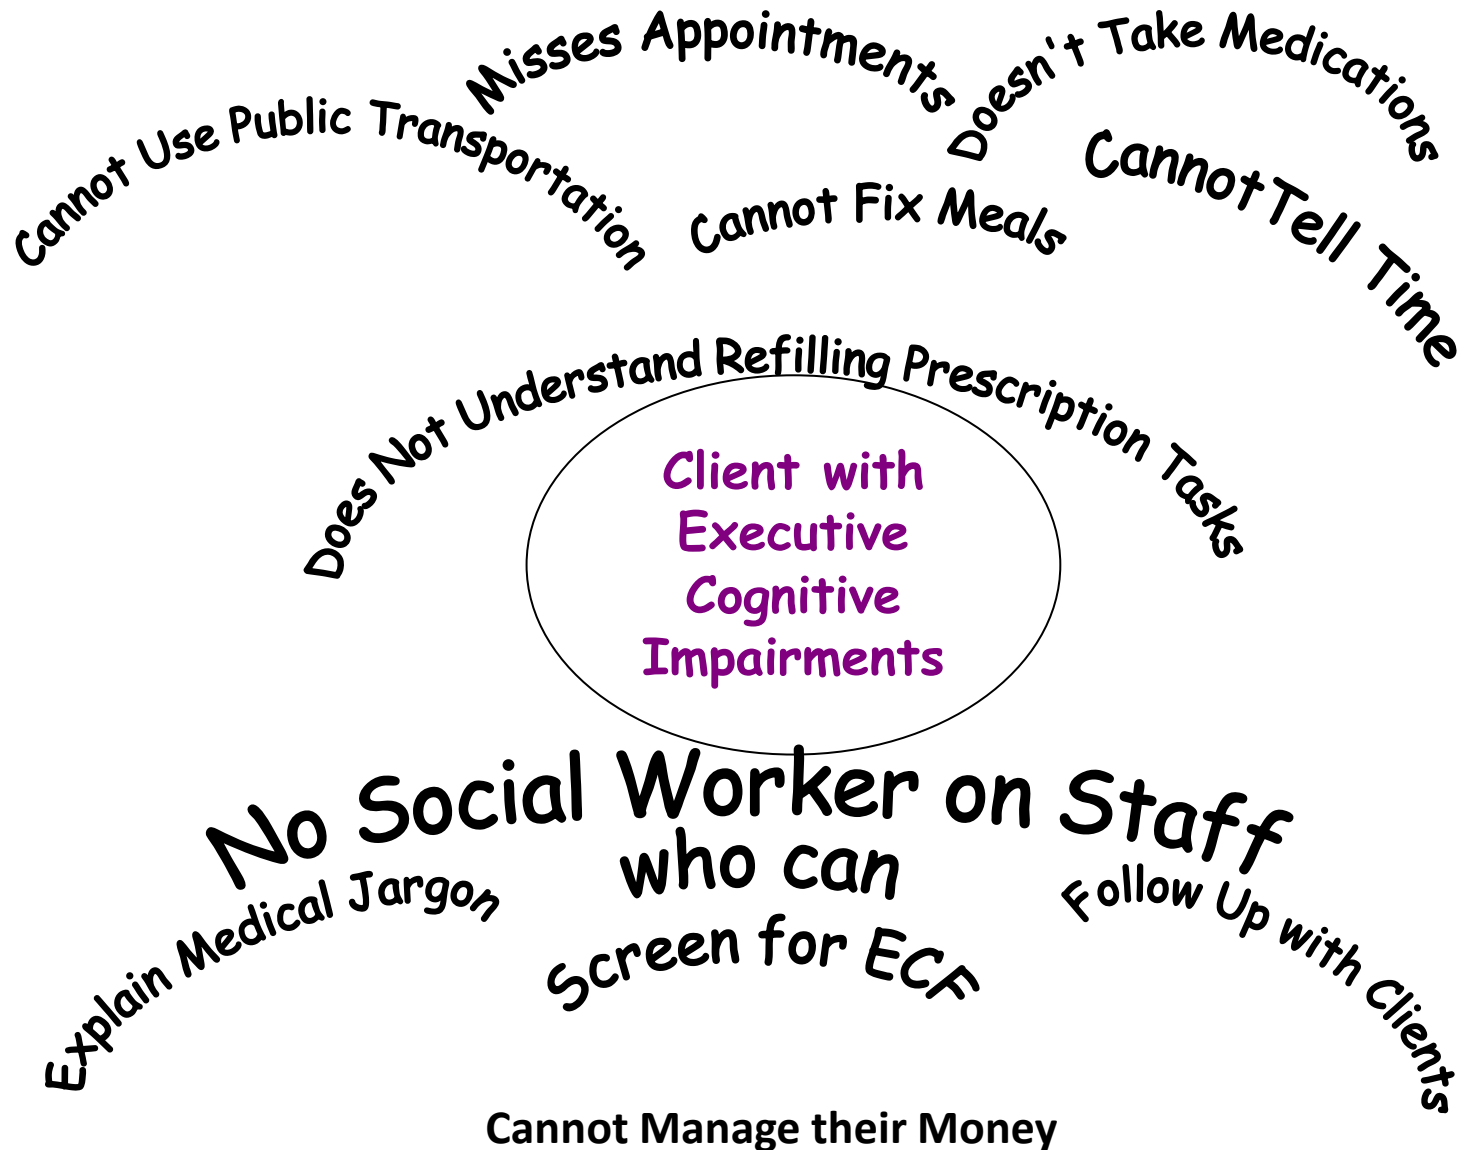 Misses Appointments
Doesn't Take Medications
Cannot Use Public Transportation
Cannot Fix Meals
CannotTell Time
Does Not Understand Refilling Prescription Tasks
Client with
Executive
Cognitive
Impairments
No Social Worker on Staff
who can
Screen for ECF
Explain Medical Jargon
Follow Up with Clients
Cannot Manage their Money